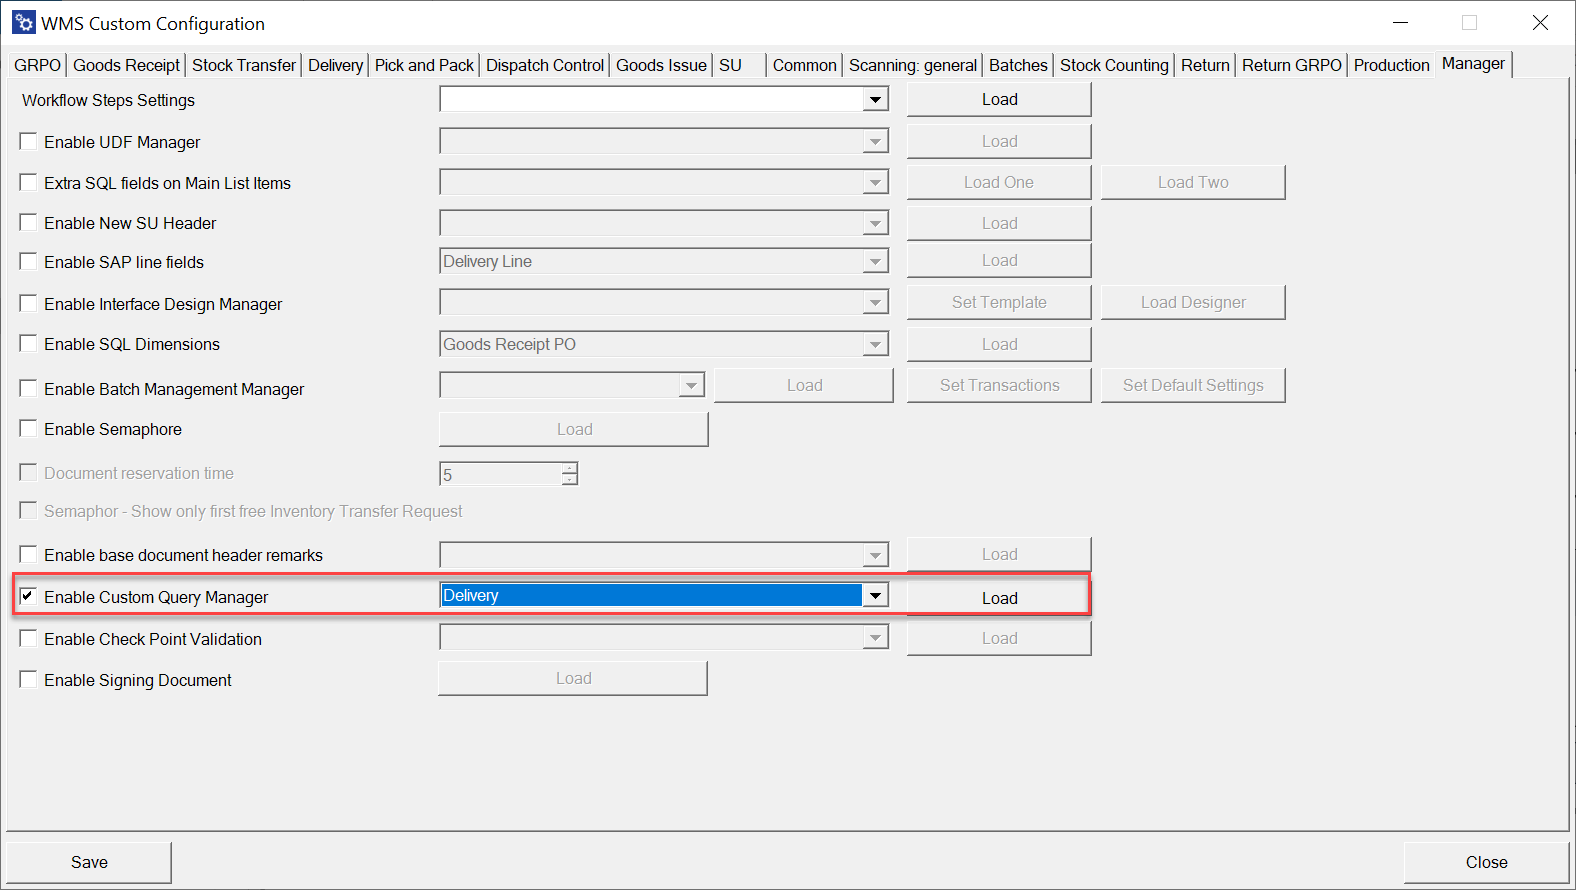 WMS Custom Configuration
GRPO Goods Receipt Stock Transfer Delivery Pick and Pack Dispatch Control Goods Issue SU Common Scanning: general Batches Stock Counting Return Return GRPO Production Manager
Workflow Steps Settings Load
Enable UDF Manager Load
Extra SQL fields on Main List Items Load One Load Two
Enable New SU Header Load
Enable SAP line fields Delivery Line Load
Enable Interface Design Manager Set Template Load Designer
Enable SQL Dimensions Goods Receipt PO Load
Enable Batch Management Manager Load Set Transactions Set Default Settings
Enable Semaphore Load
Document reservation time 5
Semaphor - Show only first free Inventory Transfer Request
Enable base document header remarks Load
Enable Custom Query Manager Delivery Load
Enable Check Point Validation Load
Enable Signing Document Load
Save Close